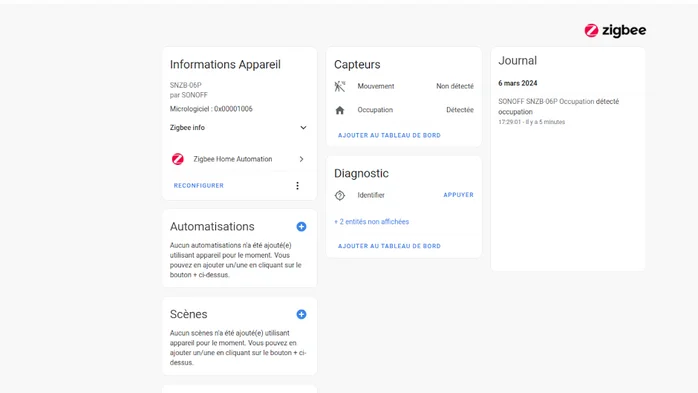 zigbee
Informations Appareil
SNZB-06P
par SONOFF
Micrologiciel : 0x00001006
Zigbee info
Zigbee Home Automation
RECONFIGURER
Automatisations
Aucun automatisations n'a été ajouté(e)
utilisant appareil pour le moment. Vous
pouvez en ajouter un/une en cliquant sur le
bouton + ci-dessus.
Scènes
Aucun scènes n'a été ajouté(e) utilisant
appareil pour le moment. Vous pouvez en
ajouter un/une en cliquant sur le bouton + ci-
dessus.
Capteurs
Mouvement Non détecté
Occupation Détectée
AJOUTER AU TABLEAU DE BORD
Diagnostic
Identifier APPUYER
+ 2 entités non affichées
AJOUTER AU TABLEAU DE BORD
Journal
6 mars 2024
SONOFF SNZB-06P Occupation détecté
occupation
17:29:01 - Il y a 5 minutes